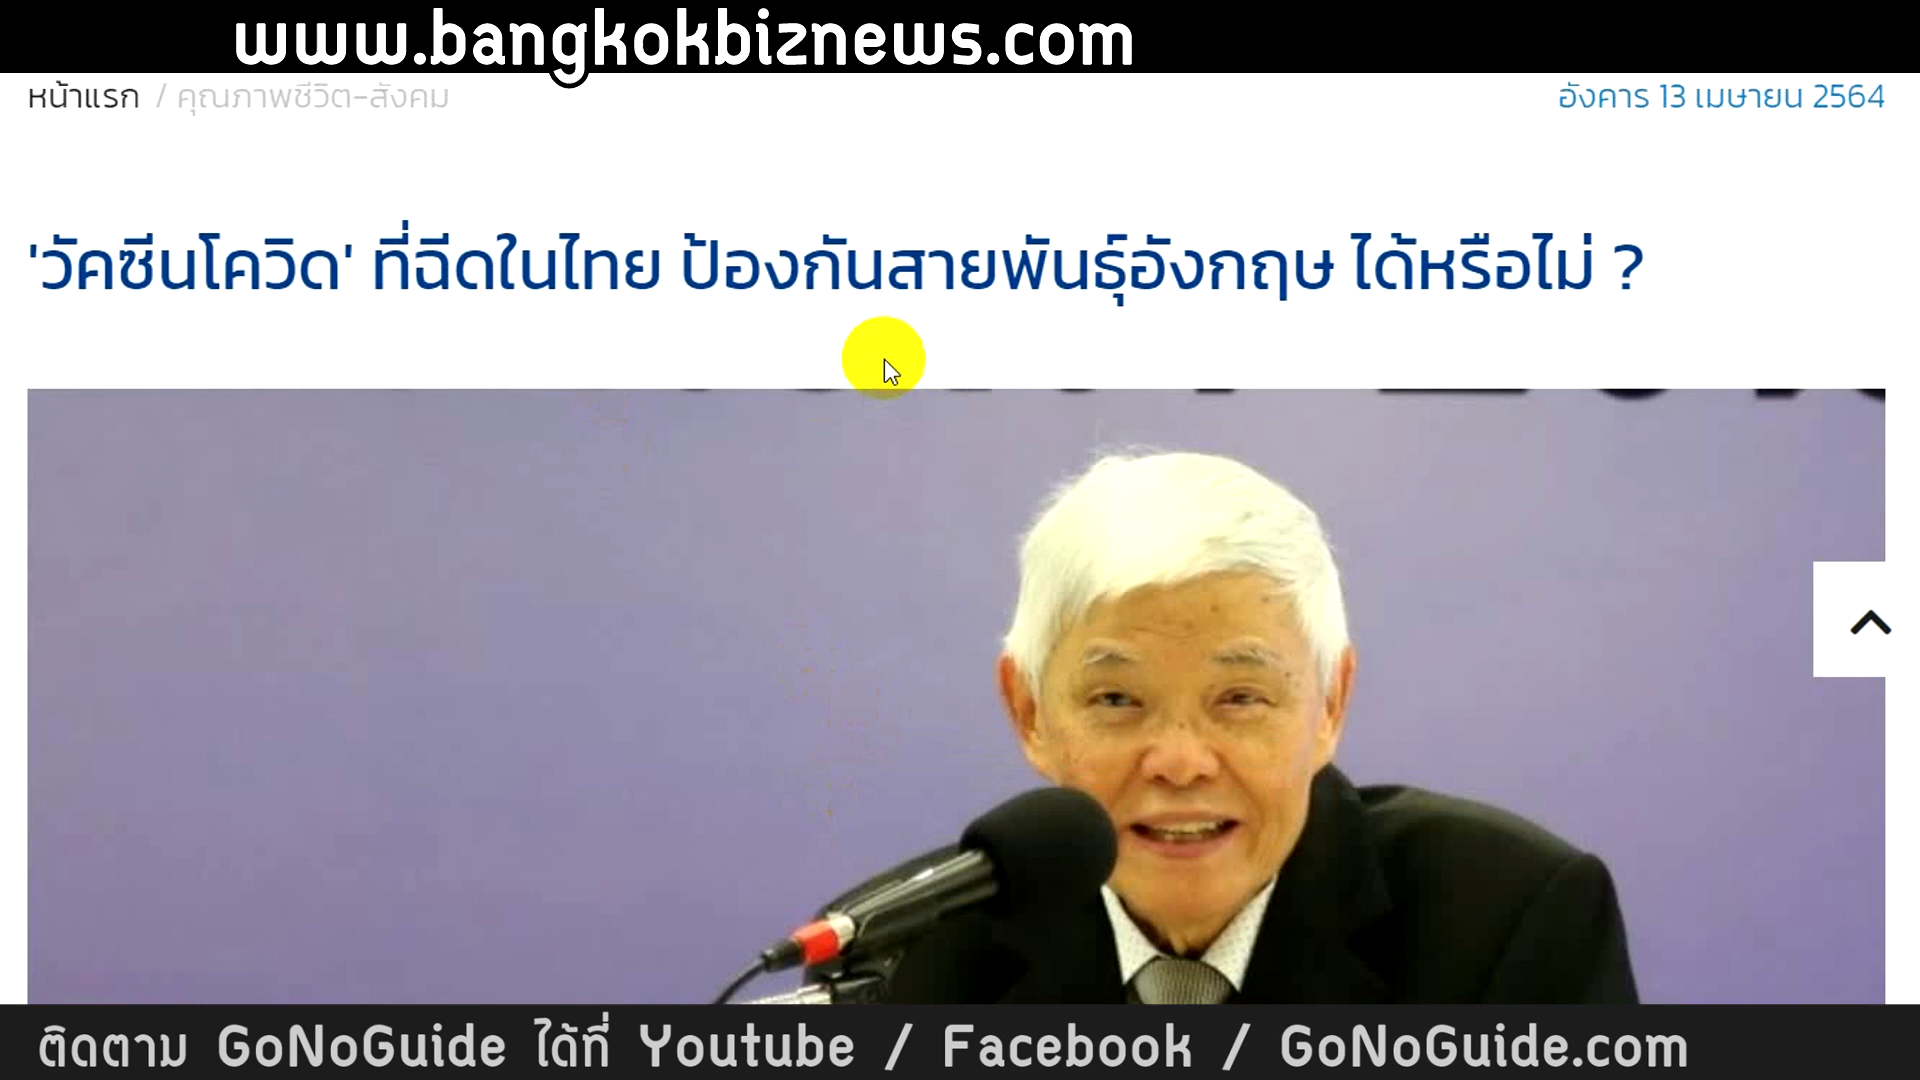 www.bangkokbiznews.com
หน้าแรก / คุณภาพชีวิต-สังคม
อังคาร 13 เมษายน 2564
'วัคซีนโควิด' ที่ฉีดในไทย ป้องกันสายพันธุ์อังกฤษ ได้หรือไม่ ?
ติดตาม GoNoGuide ได้ที่ Youtube / Facebook / GoNoGuide.com